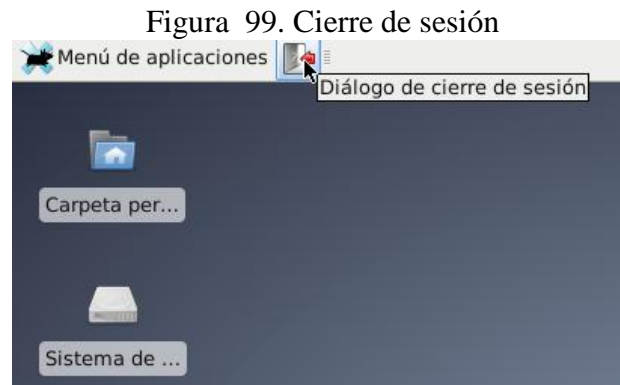 Figura 99. Cierre de sesión
Menú de aplicaciones
Diálogo de cierre de sesión
Carpeta per...
Sistema de ...